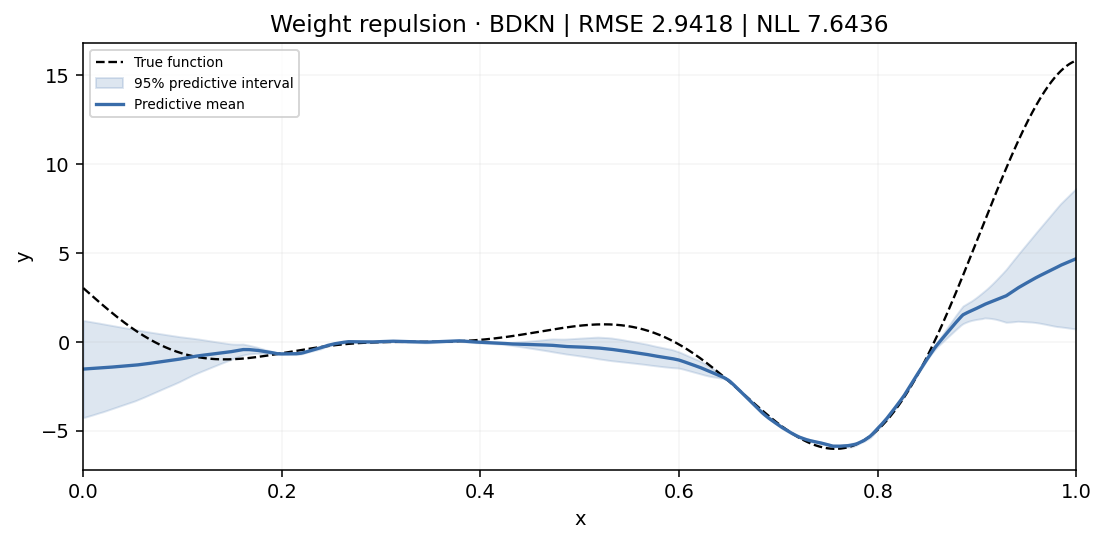 Weight repulsion · BDKN | RMSE 2.9418 | NLL 7.6436
True function
95% predictive interval
Predictive mean
15
10
5
0
−5
y
0.0 0.2 0.4 0.6 0.8 1.0
x